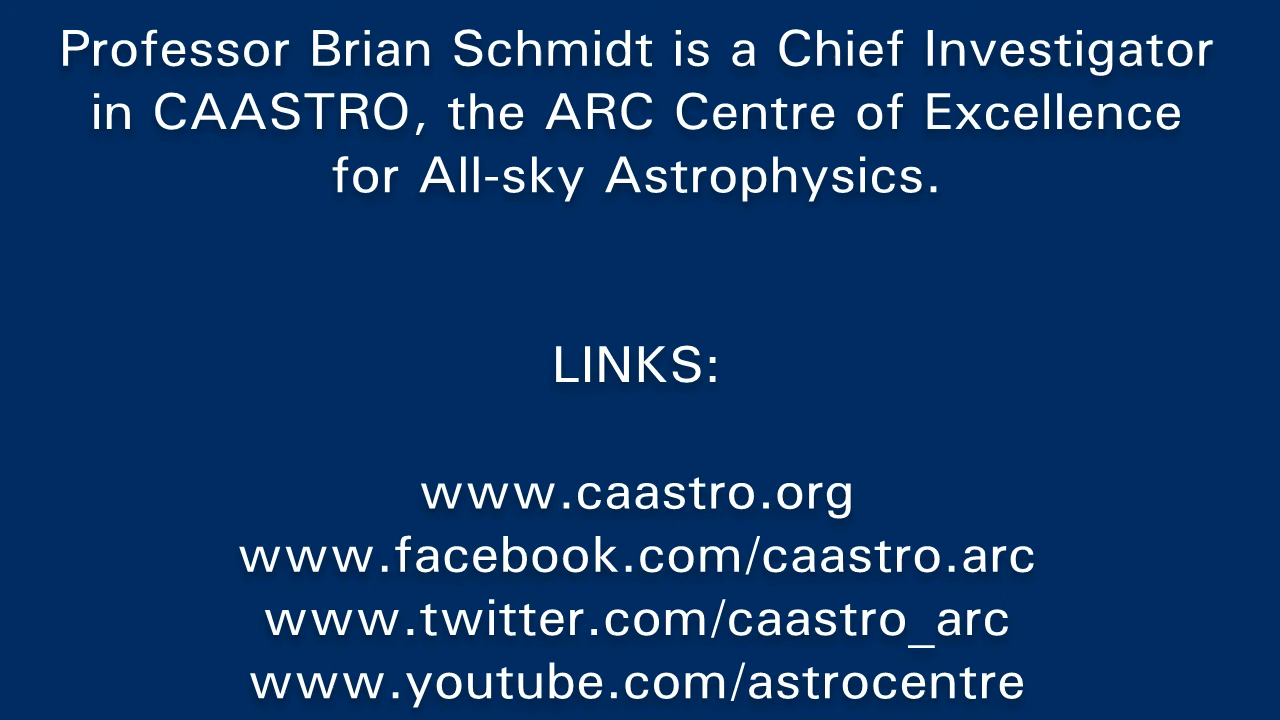 Professor Brian Schmidt is a Chief Investigator
in CAASTRO, the ARC Centre of Excellence
for All-sky Astrophysics.
LINKS:
www.caastro.org
www.facebook.com/caastro.arc
www.twitter.com/caastro_arc
www.youtube.com/astrocentre